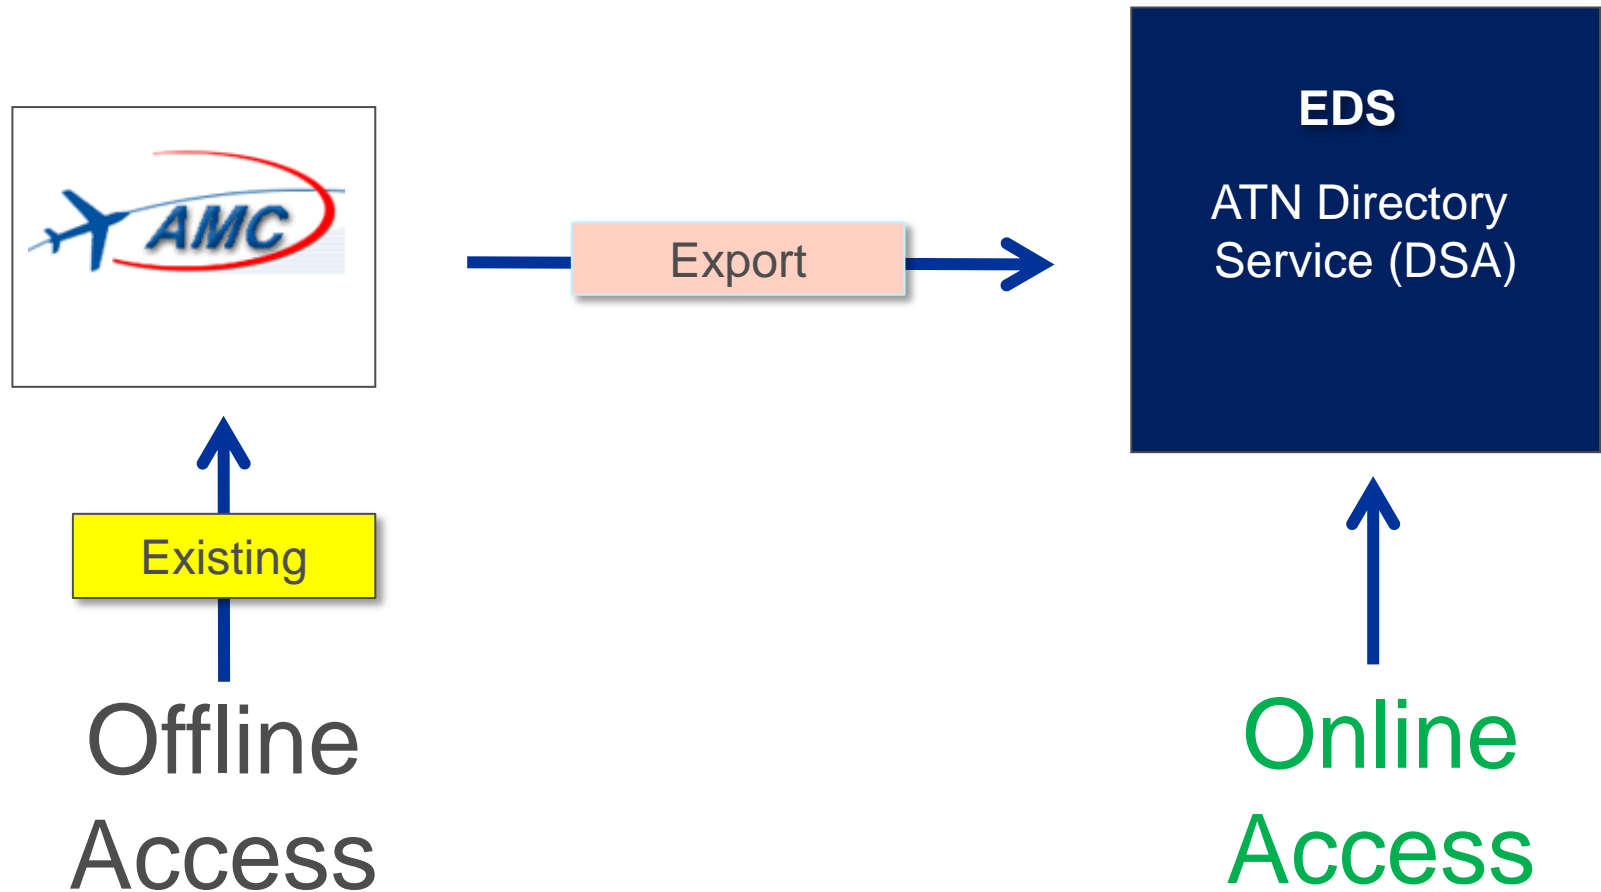 EDS
ATN Directory
Service (DSA)
AMC
Export
Existing
Offline
Access
Online
Access